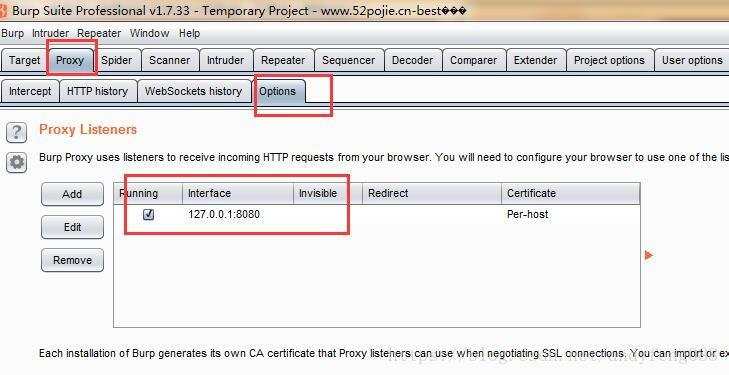 Burp Suite Professional v1.7.33 - Temporary Project - www.52pojie.cn-best���
Burp Intruder Repeater Window Help
Target Proxy Spider Scanner Intruder Repeater Sequencer Decoder Comparer Extender Project options User options
Intercept HTTP history WebSockets history Options
? Proxy Listeners
Burp Proxy uses listeners to receive incoming HTTP requests from your browser. You will need to configure your browser to use one of the lis
Add Running Interface Invisible Redirect Certificate
127.0.0.1:8080 Per-host
Edit
Remove
Each installation of Burp generates its own CA certificate that Proxy listeners can use when negotiating SSL connections. You can import or ex